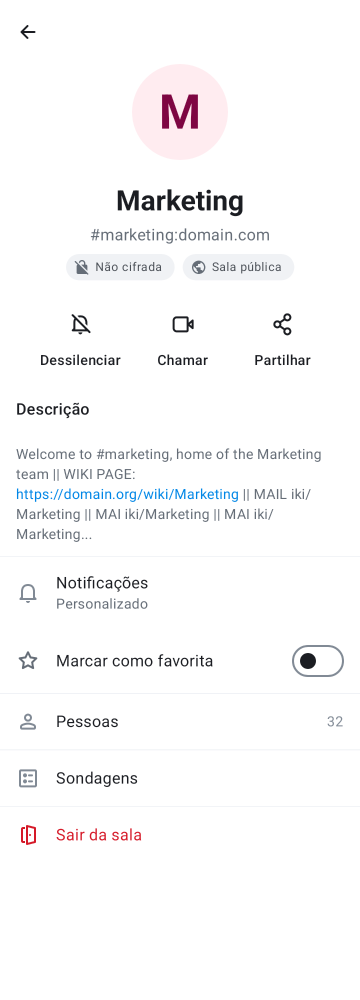 M
Marketing
#marketing:domain.com
Não cifrada
Sala pública
Dessilenciar
Chamar
Partilhar
Descrição
Welcome to #marketing, home of the Marketing
team || WIKI PAGE:
https://domain.org/wiki/Marketing || MAIL iki/
Marketing || MAI iki/Marketing || MAI iki/
Marketing...
Notificações
Personalizado
Marcar como favorita
Pessoas 32
Sondagens
Sair da sala